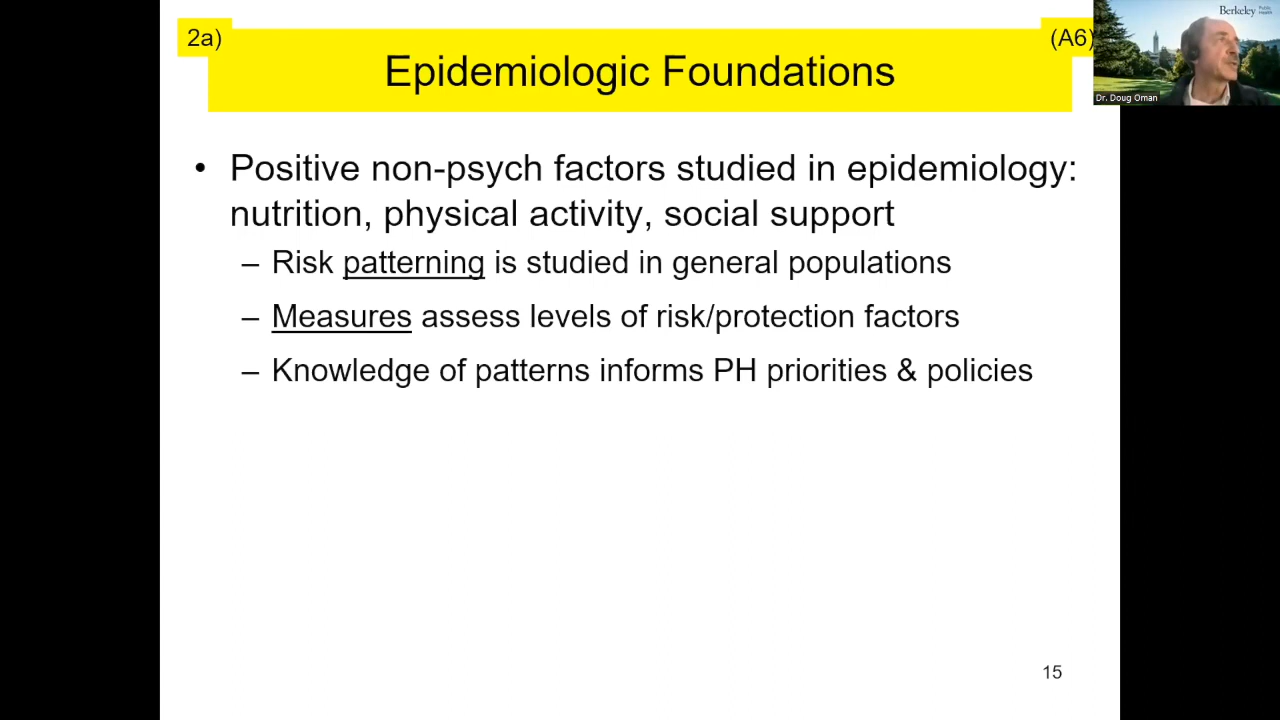 2a)
(A6)
Epidemiologic Foundations
• Positive non-psych factors studied in epidemiology:
nutrition, physical activity, social support
– Risk patterning is studied in general populations
– Measures assess levels of risk/protection factors
– Knowledge of patterns informs PH priorities & policies
15
Berkeley Public Health
Dr. Doug Oman